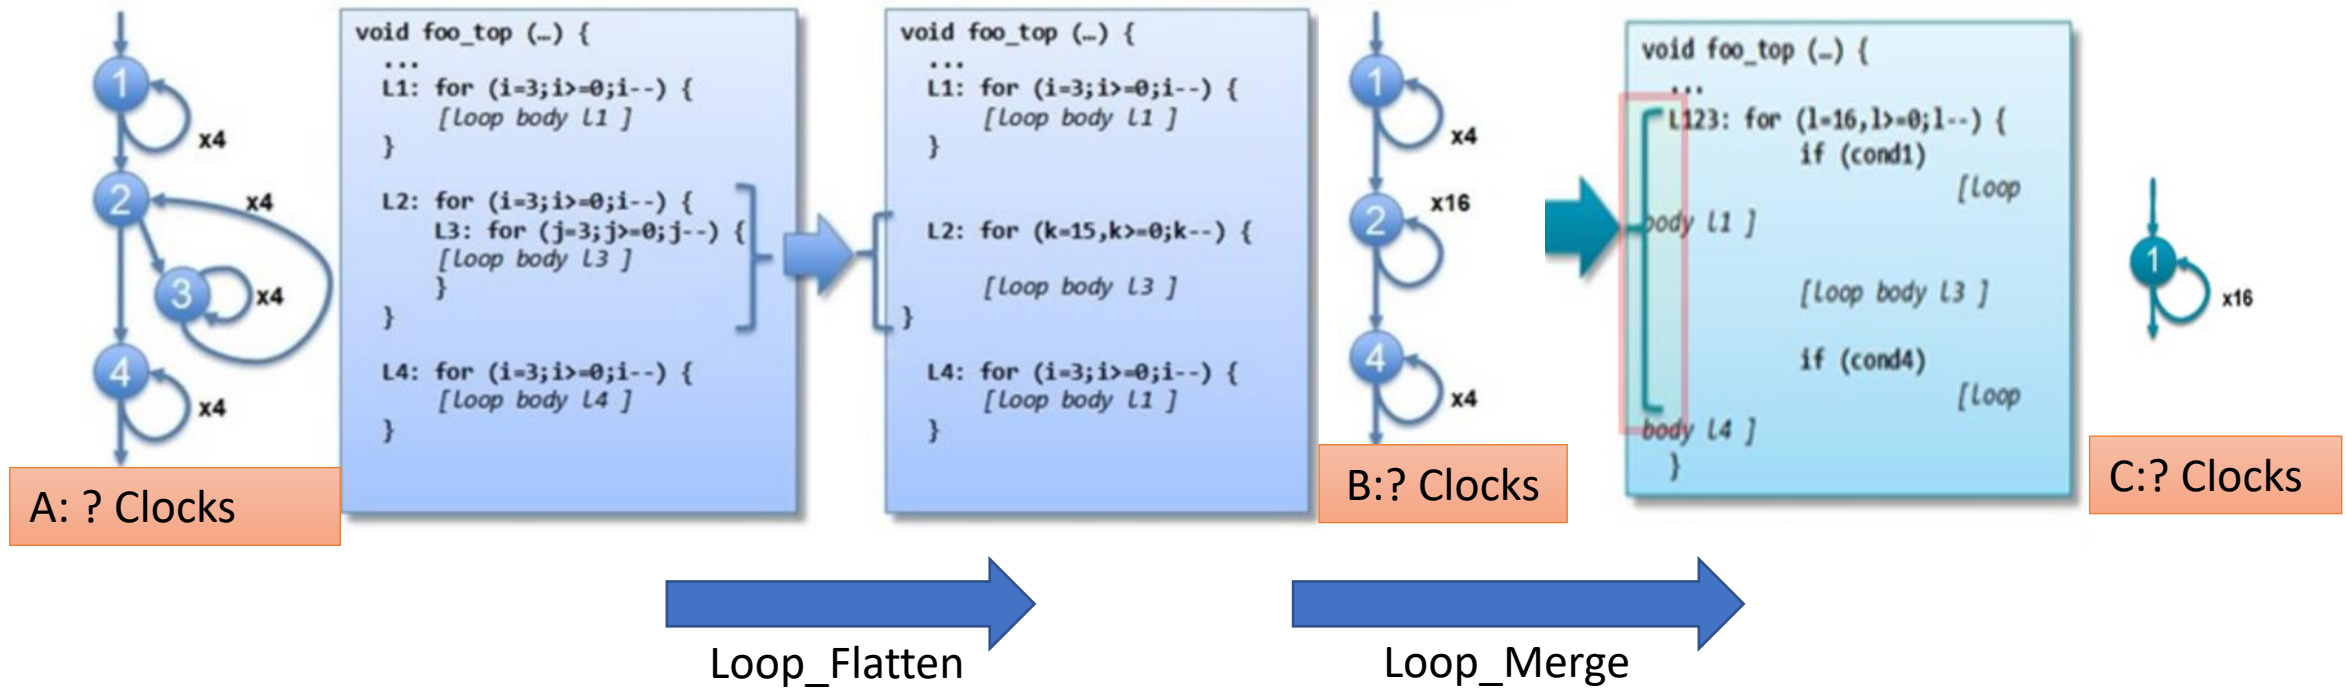 1
x4
2
x4
3
x4
4
x4
A: ? Clocks
void foo_top (…) {
...
L1: for (i=3;i>=0;i--) {
[loop body l1 ]
}
L2: for (i=3;i>=0;i--) {
L3: for (j=3;j>=0;j--) {
[loop body l3 ]
}
}
L4: for (i=3;i>=0;i--) {
[loop body l4 ]
}
void foo_top (…) {
...
L1: for (i=3;i>=0;i--) {
[loop body l1 ]
}
L2: for (k=15,k>=0;k--) {
[loop body l3 ]
}
L4: for (i=3;i>=0;i--) {
[loop body l1 ]
}
1
x4
2
x16
4
x4
B:? Clocks
void foo_top (…) {
...
L123: for (l=16,l>=0;l--) {
if (cond1)
[loop
body l1 ]
[loop body l3 ]
if (cond4)
[loop
body l4 ]
}
1
x16
C:? Clocks
Loop_Flatten
Loop_Merge